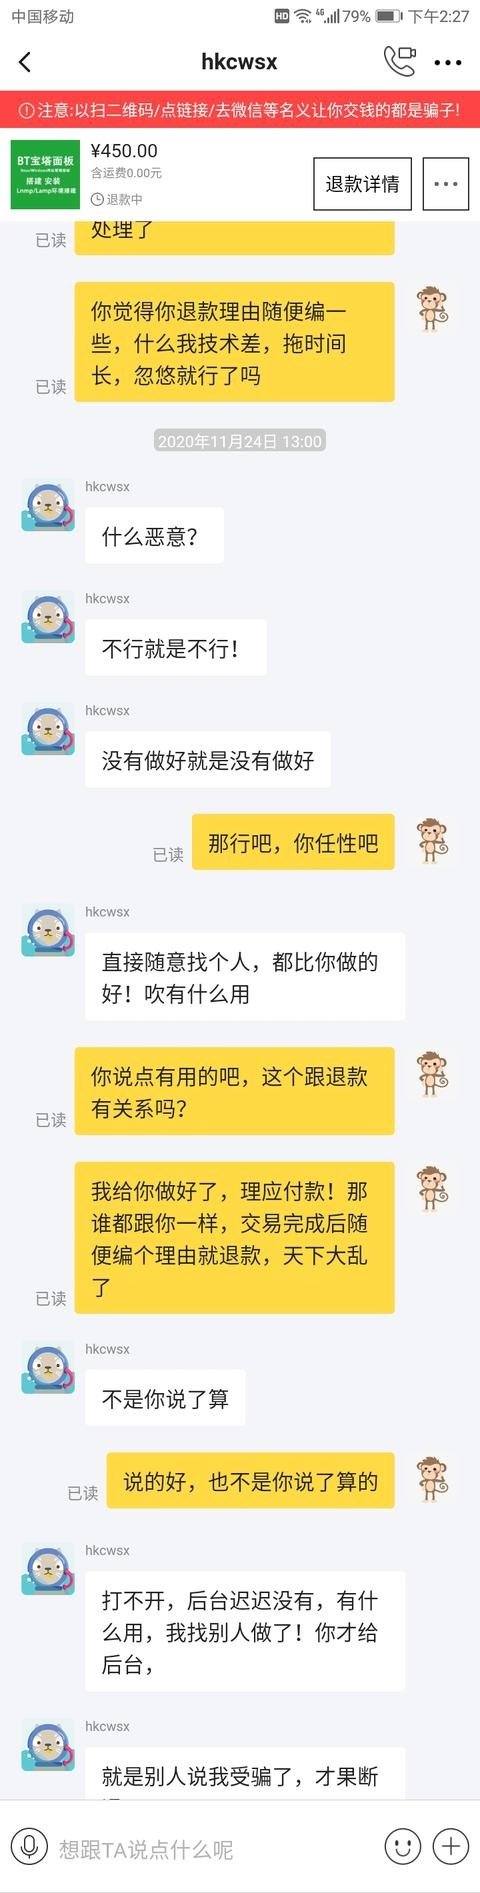 中国移动 HD 4G 79% 下午2:27
hkcwsx
注意:以扫二维码/点链接/去微信等名义让你交钱的都是骗子!
BT宝塔面板
搭建 安装
Lnmp/Lamp环境搭建
¥450.00
含运费0.00元
退款中
退款详情
处理了
已读
你觉得你退款理由随便编一
些，什么我技术差，拖时间
长，忽悠就行了吗
已读
2020年11月24日 13:00
hkcwsx
什么恶意？
hkcwsx
不行就是不行！
hkcwsx
没有做好就是没有做好
那行吧，你任性吧
已读
hkcwsx
直接随意找个人，都比你做的
好！吹有什么用
你说点有用的吧，这个跟退款
有关系吗？
已读
我给你做好了，理应付款！那
谁都跟你一样，交易完成后随
便编个理由就退款，天下大乱
了
已读
hkcwsx
不是你说了算
说的好，也不是你说了算的
已读
hkcwsx
打不开，后台迟迟没有，有什
么用，我找别人做了！你才给
后台，
hkcwsx
就是别人说我受骗了，才果断
想跟TA说点什么呢